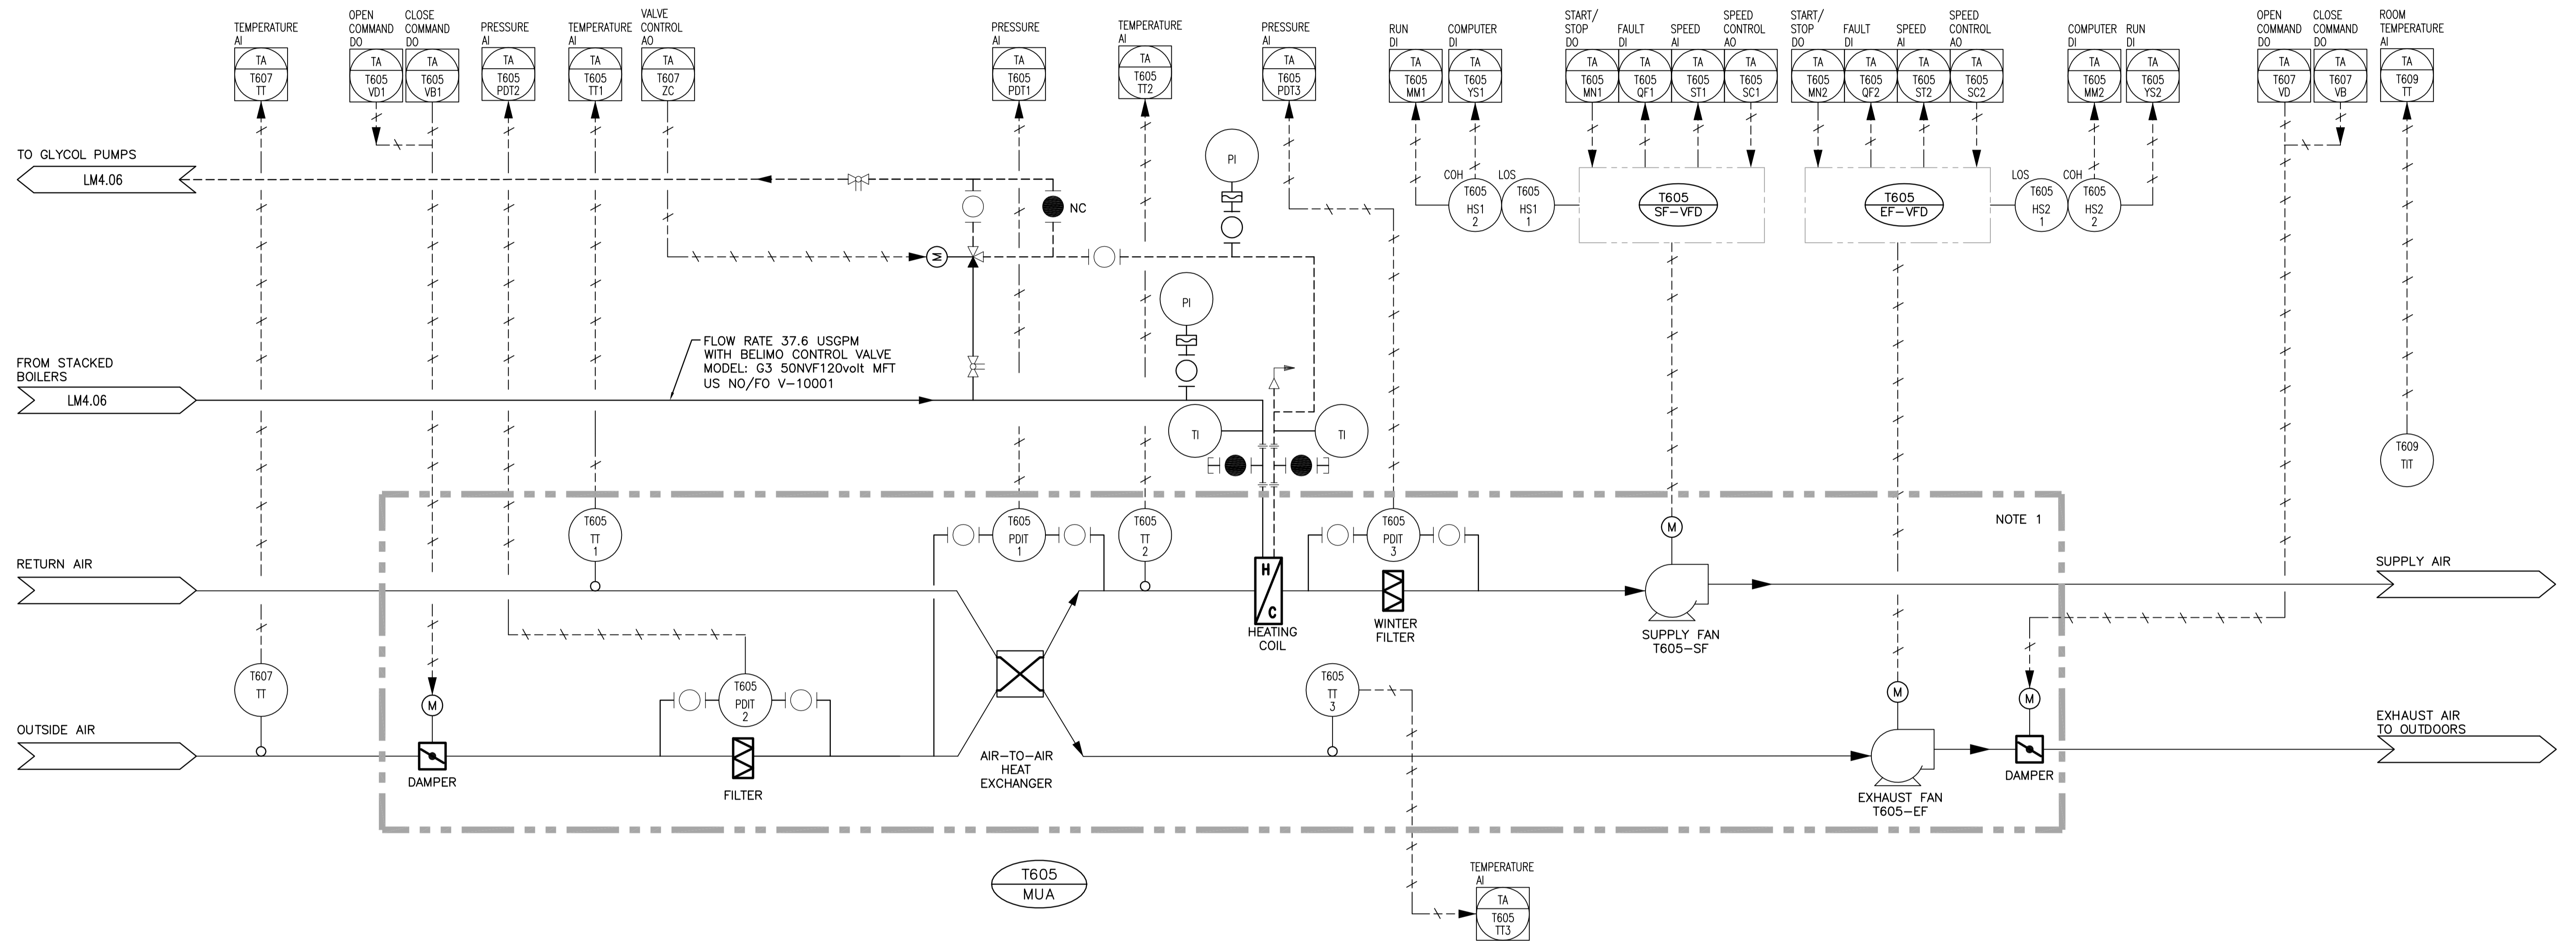 TEMPERATURE
AI
TA
T607
TT
OPEN
COMMAND
DO
TA
T605
VD1
CLOSE
COMMAND
DO
TA
T605
VB1
PRESSURE
AI
TA
T605
PDT2
TEMPERATURE
AI
TA
T605
TT1
VALVE
CONTROL
AO
TA
T607
ZC
PRESSURE
AI
TA
T605
PDT1
TEMPERATURE
AI
TA
T605
TT2
PRESSURE
AI
TA
T605
PDT3
RUN
DI
TA
T605
MM1
COMPUTER
DI
TA
T605
YS1
START/
STOP
DO
TA
T605
MN1
FAULT
DI
TA
T605
QF1
SPEED
AI
TA
T605
ST1
SPEED
CONTROL
AO
TA
T605
SC1
START/
STOP
DO
TA
T605
MN2
FAULT
DI
TA
T605
QF2
SPEED
AI
TA
T605
ST2
SPEED
CONTROL
AO
TA
T605
SC2
COMPUTER
DI
TA
T605
MM2
RUN
DI
TA
T605
YS2
OPEN
COMMAND
DO
TA
T607
VD
CLOSE
COMMAND
DO
TA
T607
VB
ROOM
TEMPERATURE
AI
TA
T609
TT
TO GLYCOL PUMPS
LM4.06
NC
PI
COH
T605
HS1
2
LOS
T605
HS1
1
T605
SF-VFD
T605
EF-VFD
LOS
T605
HS2
1
COH
T605
HS2
2
M
PI
FLOW RATE 37.6 USGPM
WITH BELIMO CONTROL VALVE
MODEL: G3 50NVF120volt MFT
US NO/FO V-10001
FROM STACKED
BOILERS
LM4.06
TI
TI
T609
TIT
NOTE 1
T605
TT
1
T605
PDIT
1
T605
TT
2
T605
PDIT
3
M
RETURN AIR
H
C
HEATING
COIL
WINTER
FILTER
SUPPLY FAN
T605-SF
SUPPLY AIR
T607
TT
M
T605
PDIT
2
T605
TT
3
M
M
OUTSIDE AIR
DAMPER
FILTER
AIR-TO-AIR
HEAT
EXCHANGER
EXHAUST FAN
T605-EF
DAMPER
EXHAUST AIR
TO OUTDOORS
T605
MUA
TEMPERATURE
AI
TA
T605
TT3